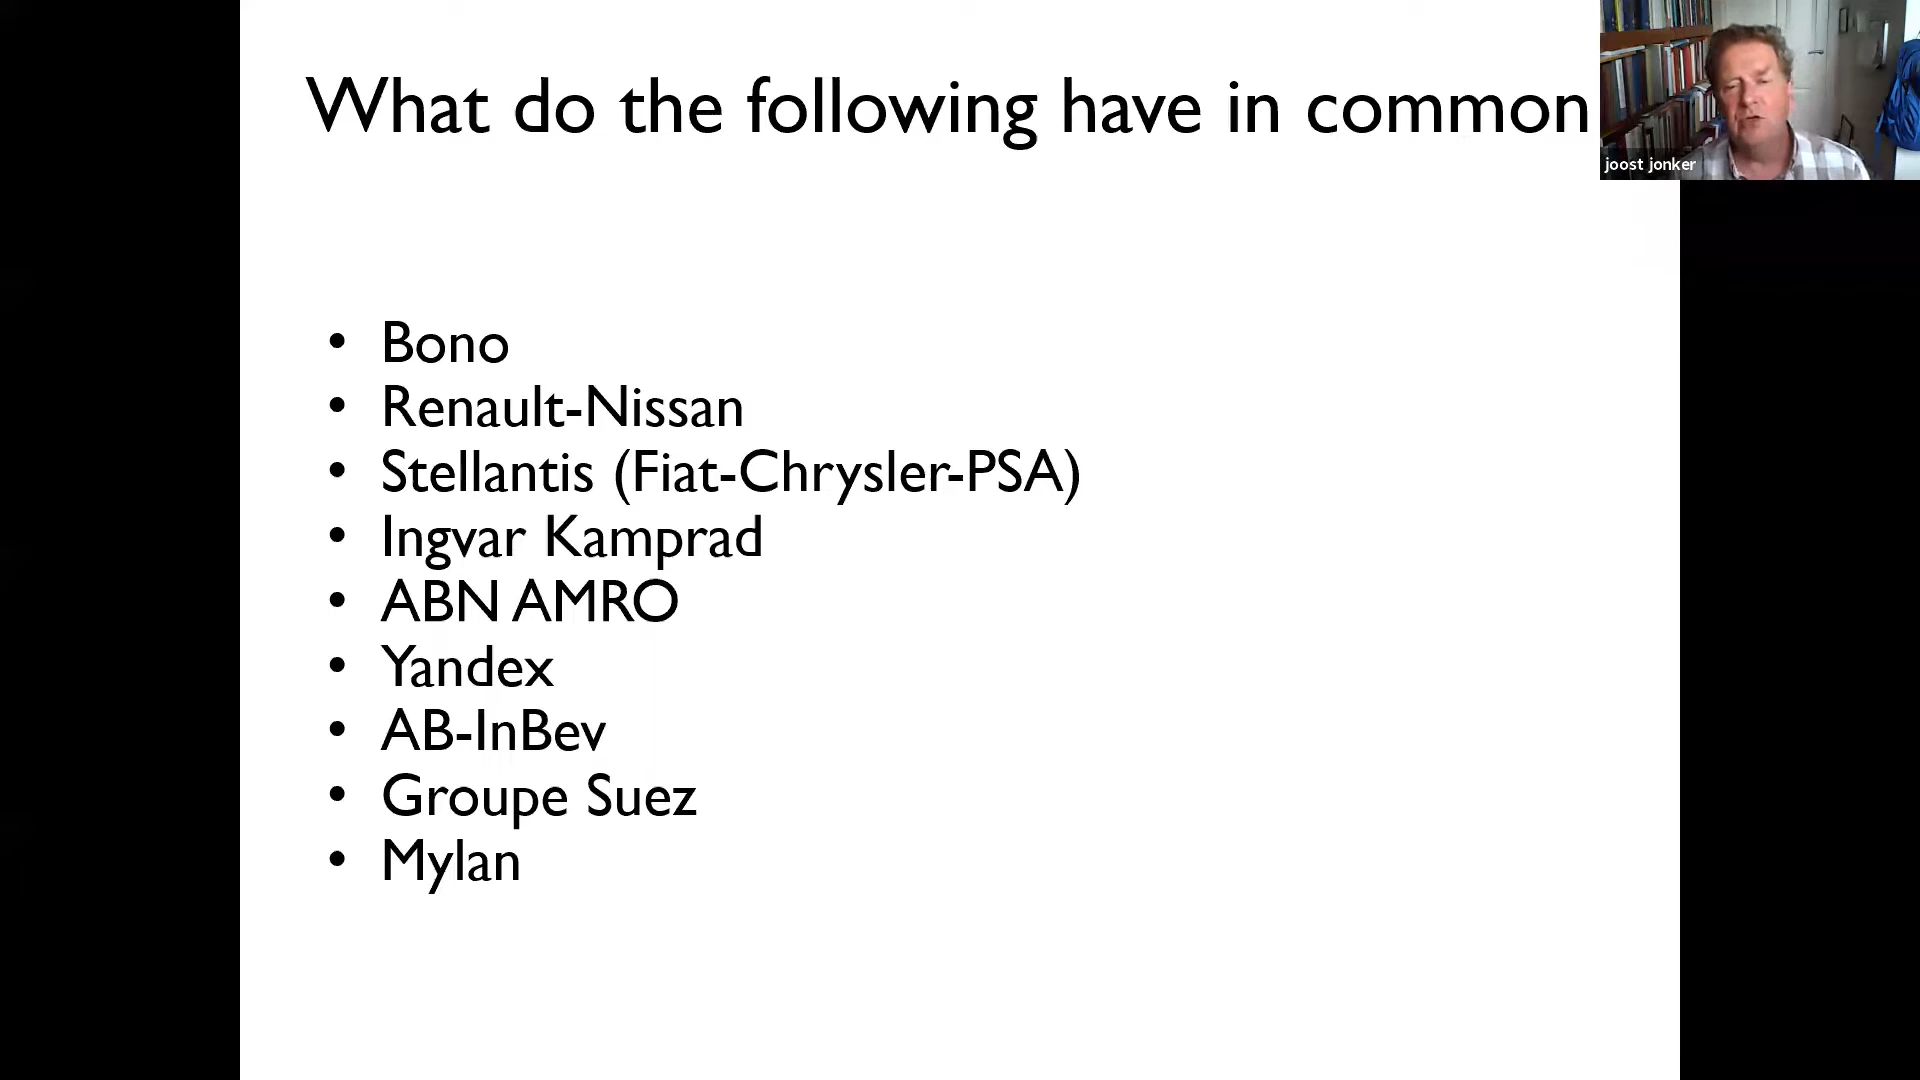 What do the following have in common
joost jonker
• Bono
• Renault-Nissan
• Stellantis (Fiat-Chrysler-PSA)
• Ingvar Kamprad
• ABN AMRO
• Yandex
• AB-InBev
• Groupe Suez
• Mylan